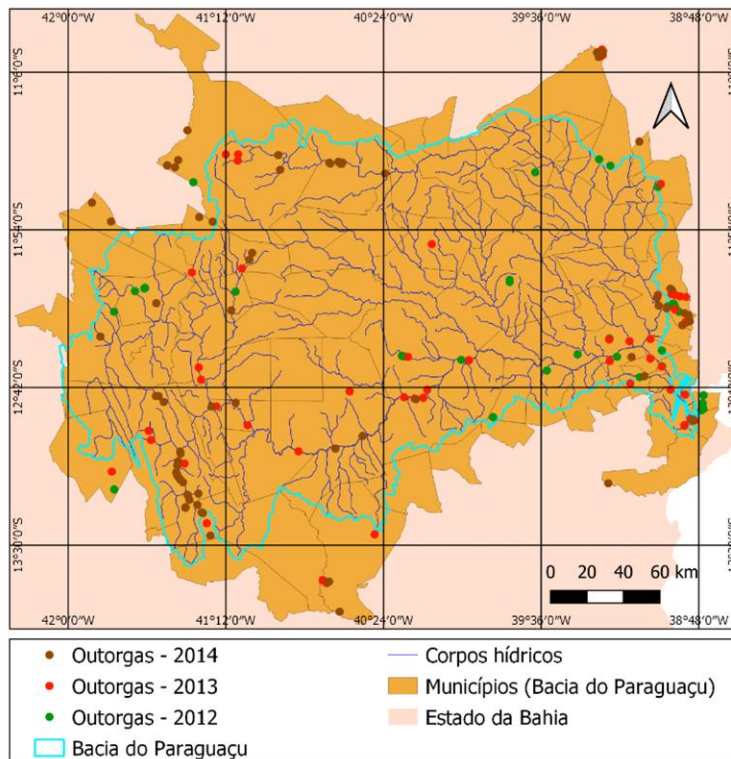 42°0'0"W 41°12'0"W 40°24'0"W 39°36'0"W 38°48'0"W
11°6'0"S
11°54'0"S
12°42'0"S
13°30'0"S
0 20 40 60 km
42°0'0"W 41°12'0"W 40°24'0"W 39°36'0"W 38°48'0"W
Outorgas - 2014
Outorgas - 2013
Outorgas - 2012
Bacia do Paraguaçu
Corpos hídricos
Municípios (Bacia do Paraguaçu)
Estado da Bahia